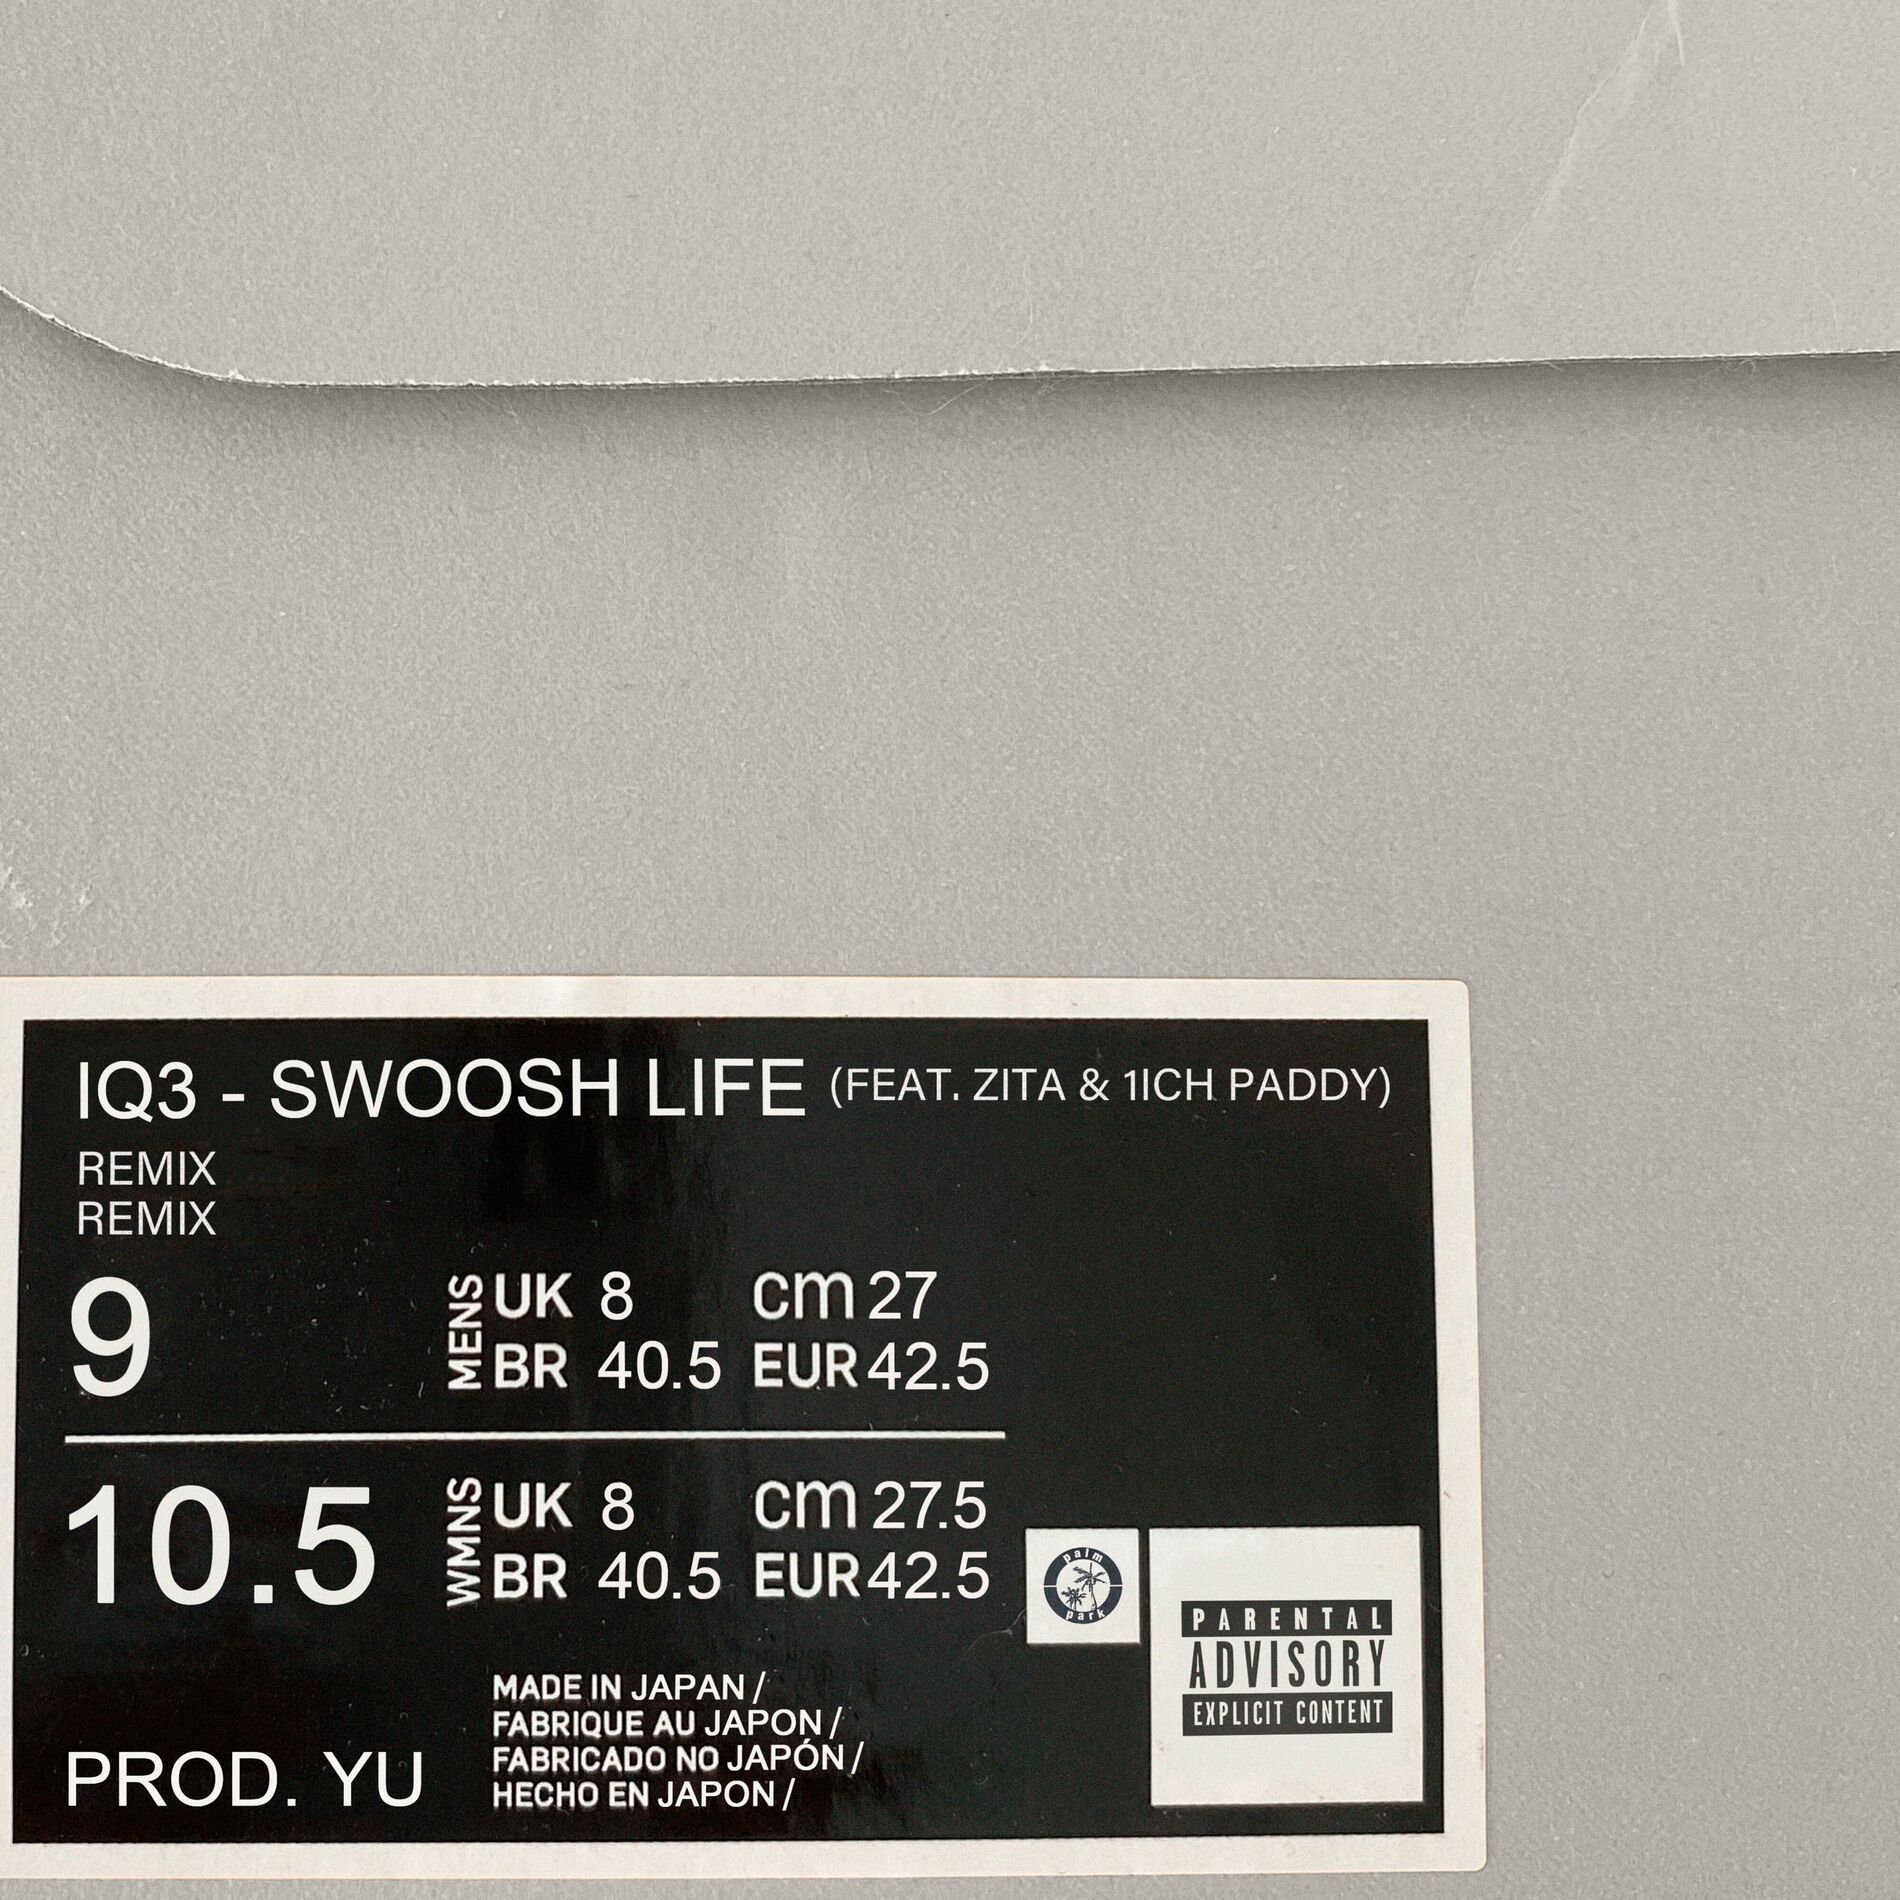 IQ3 - SWOOSH LIFE (FEAT. ZITA & 1ICH PADDY)
REMIX
REMIX
9
MENS
UK 8 cm 27
BR 40.5 EUR 42.5
10.5
WMNS
UK 8 cm 27.5
BR 40.5 EUR 42.5
palm
park
PARENTAL
ADVISORY
EXPLICIT CONTENT
MADE IN JAPAN /
FABRIQUE AU JAPON /
FABRICADO NO JAPÓN /
HECHO EN JAPON /
PROD. YU